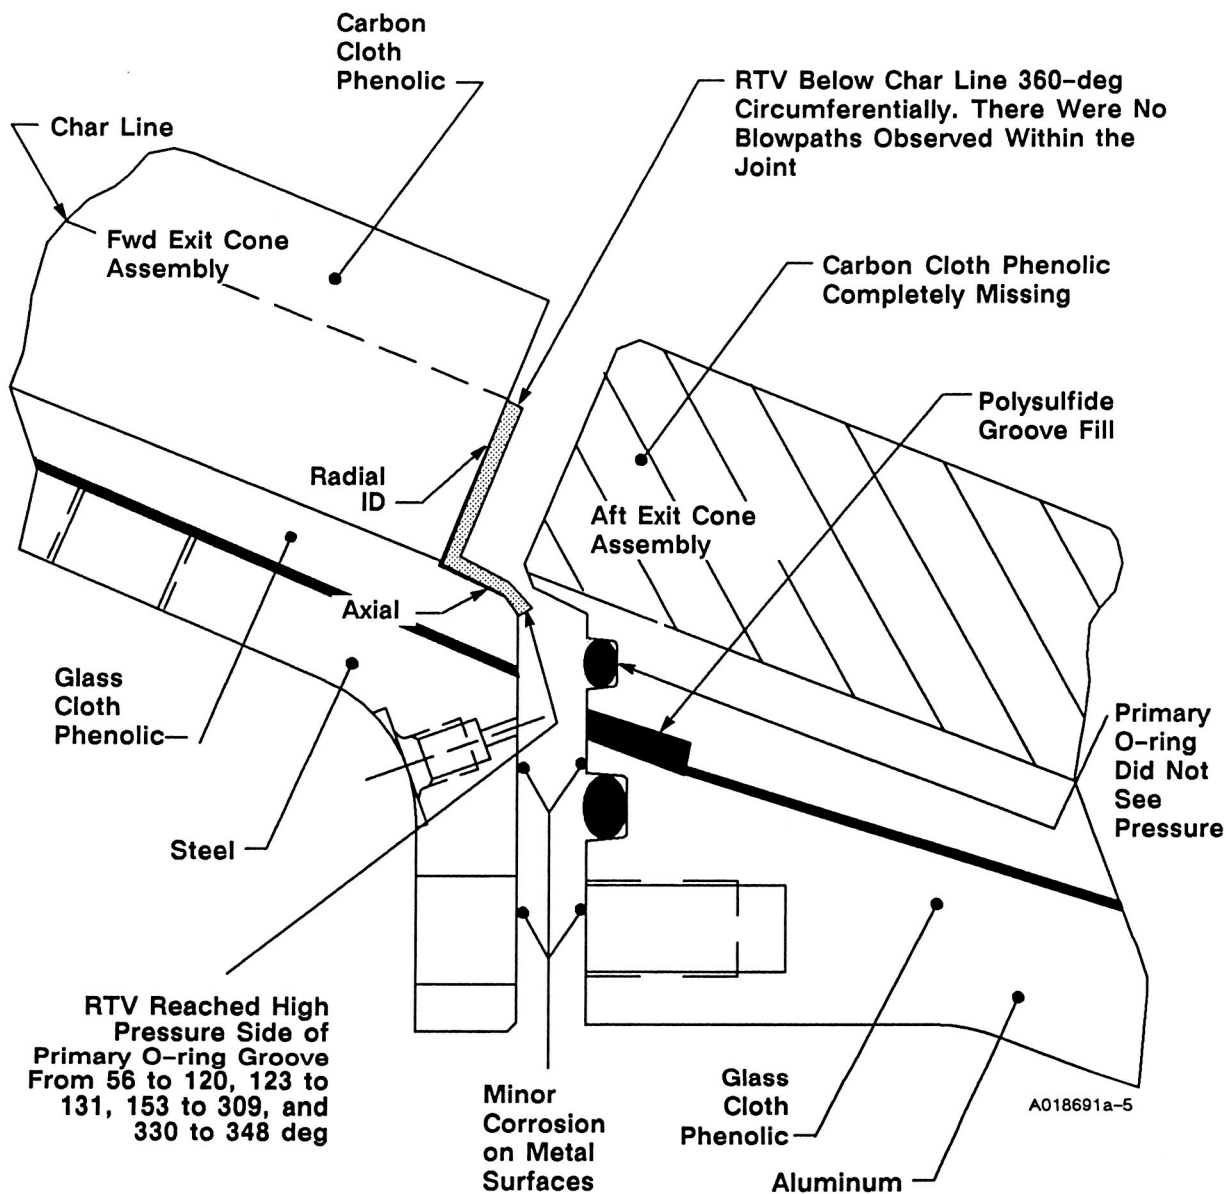 Carbon
Cloth
Phenolic
RTV Below Char Line 360-deg
Circumferentially. There Were No
Blowpaths Observed Within the
Joint
Char Line
Fwd Exit Cone
Assembly
Carbon Cloth Phenolic
Completely Missing
Polysulfide
Groove Fill
Radial
ID
Aft Exit Cone
Assembly
Axial
Glass
Cloth
Phenolic
Primary
O-ring
Did Not
See
Pressure
Steel
RTV Reached High
Pressure Side of
Primary O-ring Groove
From 56 to 120, 123 to
131, 153 to 309, and
330 to 348 deg
Minor
Corrosion
on Metal
Surfaces
Glass
Cloth
Phenolic
Aluminum
A018691a-5